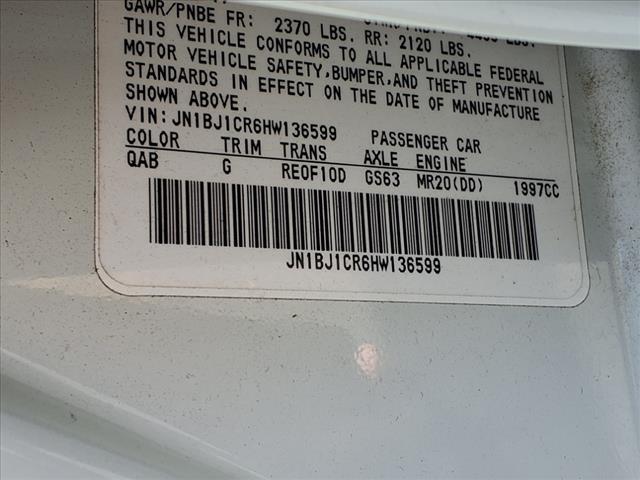 GAWR/PNBE FR: 2370 LBS. RR: 2120 LBS.
THIS VEHICLE CONFORMS TO ALL APPLICABLE FEDERAL
MOTOR VEHICLE SAFETY,BUMPER,AND THEFT PREVENTION
STANDARDS IN EFFECT ON THE DATE OF MANUFACTURE
SHOWN ABOVE.
VIN:JN1BJ1CR6HW136599 PASSENGER CAR
COLOR TRIM TRANS AXLE ENGINE
QAB G RE0F10D GS63 MR20(DD) 1997CC
JN1BJ1CR6HW136599